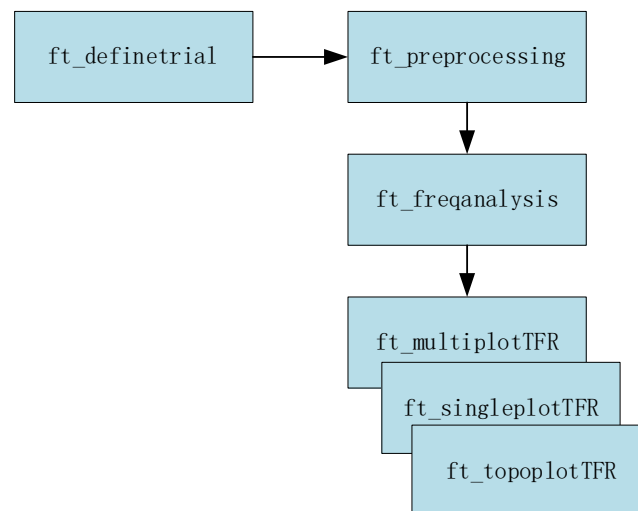 ft_definetrial
ft_preprocessing
ft_freqanalysis
ft_multiplotTFR
ft_singleplotTFR
ft_topoplotTFR